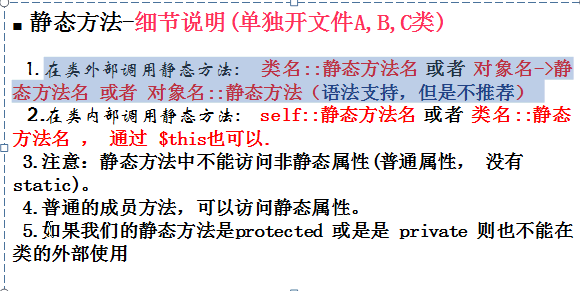 ■ 静态方法-细节说明(单独开文件A,B,C类)
1.在类外部调用静态方法: 类名::静态方法名 或者 对象名->静
态方法名 或者 对象名::静态方法（语法支持，但是不推荐）
2.在类内部调用静态方法: self::静态方法名 或者 类名::静态
方法名 ， 通过 $this也可以.
3.注意：静态方法中不能访问非静态属性(普通属性， 没有
static)。
4.普通的成员方法，可以访问静态属性。
5.如果我们的静态方法是protected 或是是 private 则也不能在
类的外部使用